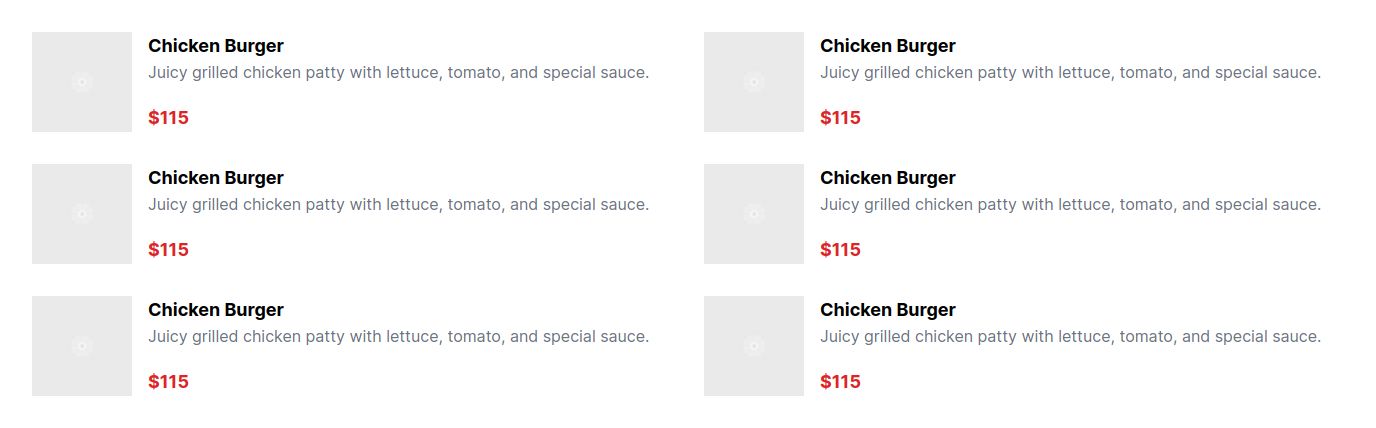 Chicken Burger
Juicy grilled chicken patty with lettuce, tomato, and special sauce.
$115
Chicken Burger
Juicy grilled chicken patty with lettuce, tomato, and special sauce.
$115
Chicken Burger
Juicy grilled chicken patty with lettuce, tomato, and special sauce.
$115
Chicken Burger
Juicy grilled chicken patty with lettuce, tomato, and special sauce.
$115
Chicken Burger
Juicy grilled chicken patty with lettuce, tomato, and special sauce.
$115
Chicken Burger
Juicy grilled chicken patty with lettuce, tomato, and special sauce.
$115